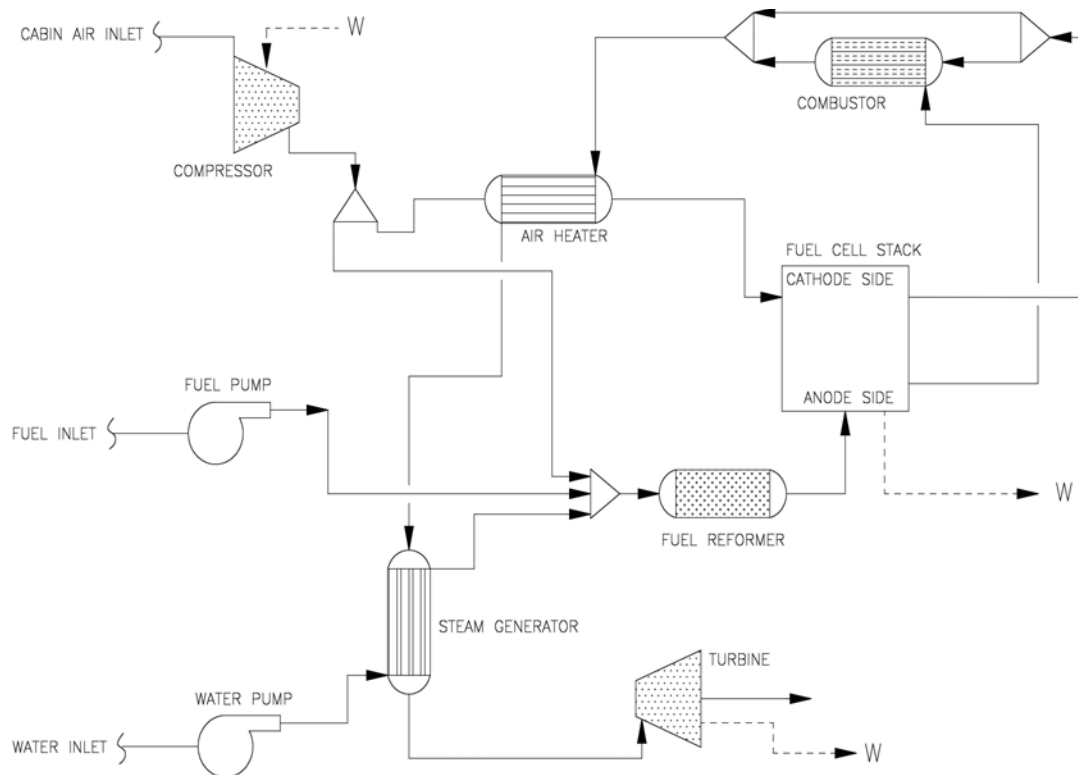 CABIN AIR INLET
W
COMPRESSOR
COMBUSTOR
AIR HEATER
FUEL CELL STACK
CATHODE SIDE
ANODE SIDE
FUEL PUMP
FUEL INLET
W
FUEL REFORMER
STEAM GENERATOR
TURBINE
WATER PUMP
WATER INLET
W